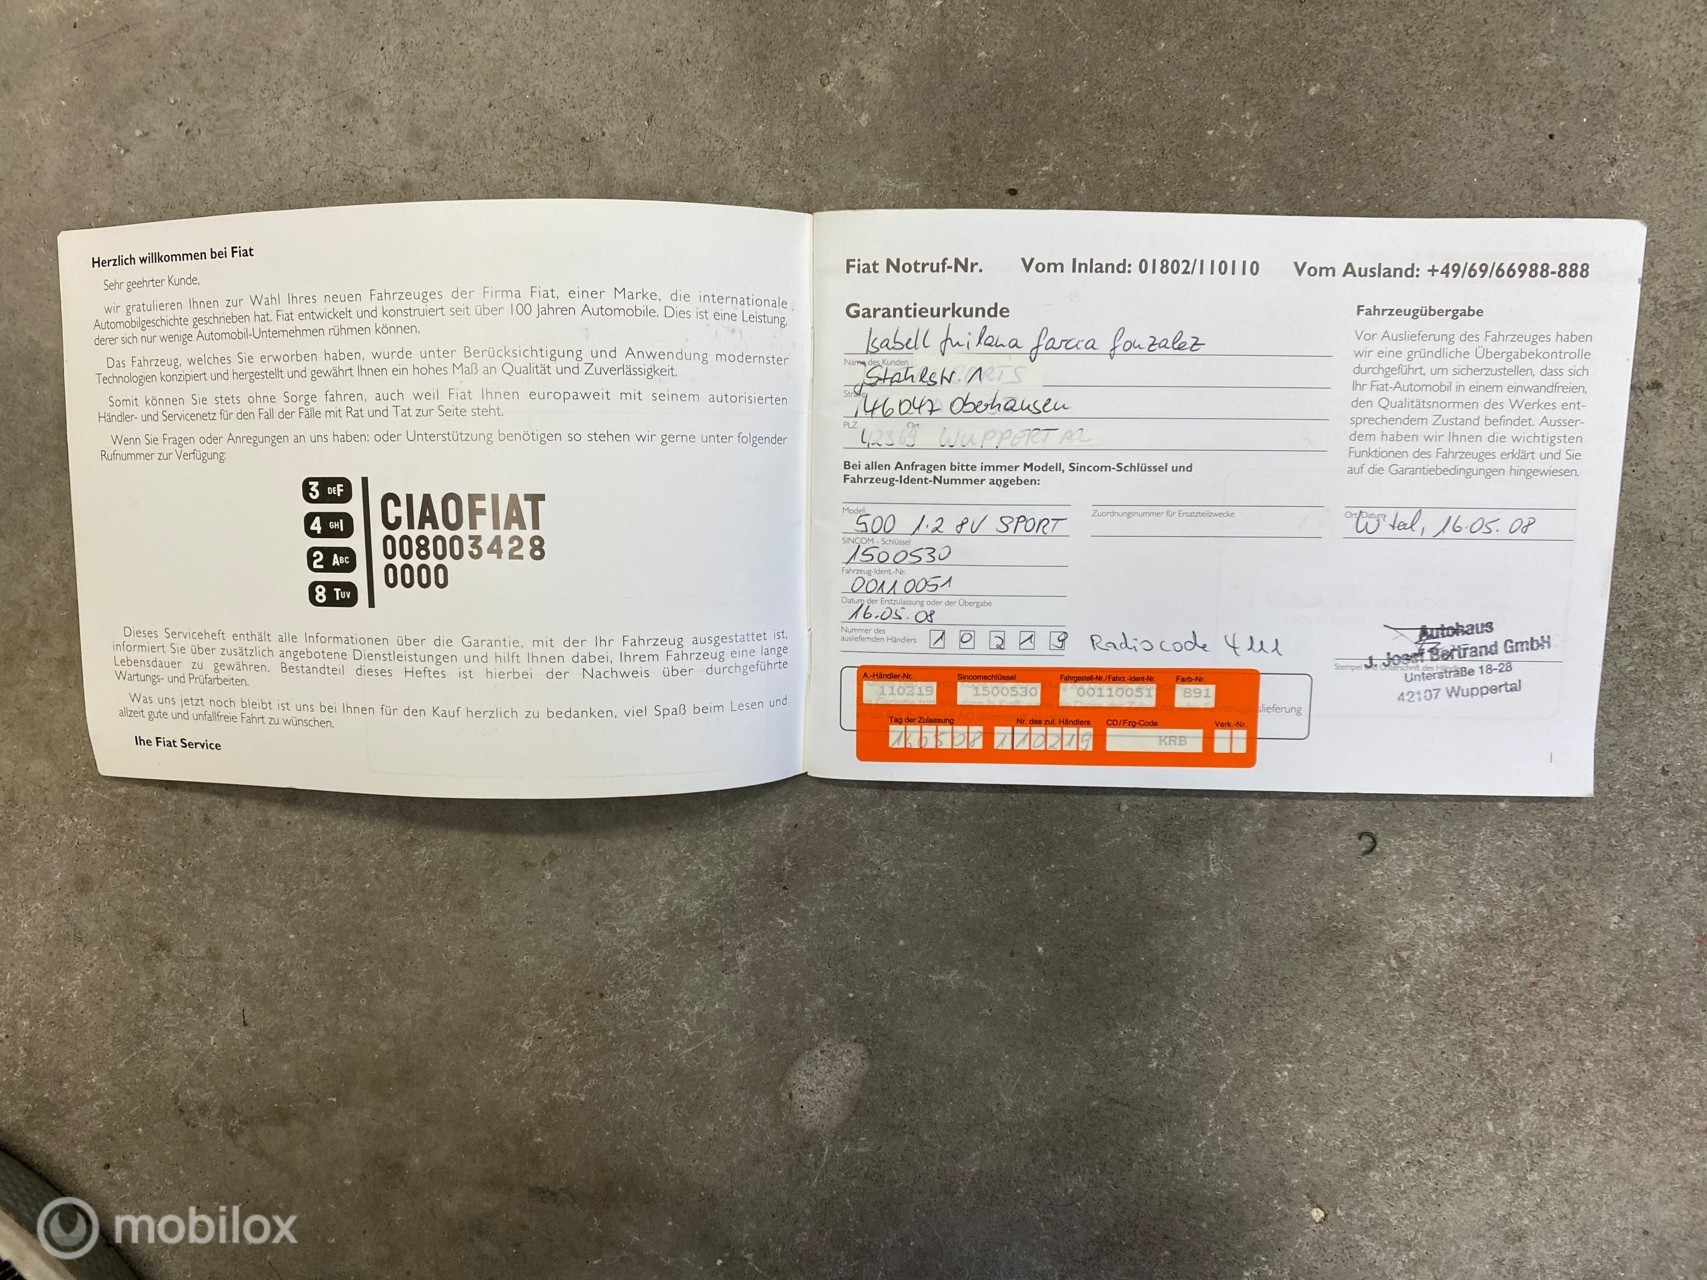 Herzlich willkommen bei Fiat
Sehr geehrter Kunde,
wir gratulieren Ihnen zur Wahl Ihres neuen Fahrzeuges der Firma Fiat, einer Marke, die internationale
Automobilgeschichte geschrieben hat. Fiat entwickelt und konstruiert seit über 100 Jahren Automobile. Dies ist eine Leistung,
derer sich nur wenige Automobil-Unternehmen rühmen können.
Das Fahrzeug, welches Sie erworben haben, wurde unter Berücksichtigung und Anwendung modernster
Technologien konzipiert und hergestellt und gewährt Ihnen ein hohes Maß an Qualität und Zuverlässigkeit.
Somit können Sie stets ohne Sorge fahren, auch weil Fiat Ihnen europaweit mit seinem autorisierten
Händler- und Servicenetz für den Fall der Fälle mit Rat und Tat zur Seite steht.
Wenn Sie Fragen oder Anregungen an uns haben: oder Unterstützung benötigen so stehen wir gerne unter folgender
Rufnummer zur Verfügung:
3 DEF
4 GHI
2 ABC
8 TUV
CIAOFIAT
008003428
0000
Dieses Serviceheft enthält alle Informationen über die Garantie, mit der Ihr Fahrzeug ausgestattet ist,
informiert Sie über zusätzlich angebotene Dienstleistungen und hilft Ihnen dabei, Ihrem Fahrzeug eine lange
Lebensdauer zu gewähren. Bestandteil dieses Heftes ist hierbei der Nachweis über durchgeführte
Wartungs- und Prüfarbeiten.
Was uns jetzt noch bleibt ist uns bei Ihnen für den Kauf herzlich zu bedanken, viel Spaß beim Lesen und
allzeit gute und unfallfreie Fahrt zu wünschen.
Ihe Fiat Service
Fiat Notruf-Nr. Vom Inland: 01802/110110 Vom Ausland: +49/69/66988-888
Garantieurkunde
Isabell Garcia Gonzalez
Name des Kunden
Stahlstr. 1
46047 Oberhausen
PLZ
42369 WUPPERTAL
Bei allen Anfragen bitte immer Modell, Sincom-Schlüssel und
Fahrzeug-Ident-Nummer angeben:
Modell
500 1.2 8V SPORT
Zuordnungsnummer für Ersatzteilzwecke
SINCOM - Schlüssel
1500530
Fahrzeug-Ident.-Nr.
00110051
Datum der Erstzulassung oder der Übergabe
16.05.08
Nummer des
ausliefernden Händlers
1 0 2 1 9
Radiocode
A.-Händler-Nr. Sincomschlüssel Fahrgestell-Nr./Fahrz.-Ident-Nr. Farb-Nr.
110219 1500530 00110051 891
Tag der Zulassung Nr. des zul. Händlers CD/Fzg-Code Verk.-Nr.
160508 110219 KRB
slieferung
Fahrzeugübergabe
Vor Auslieferung des Fahrzeuges haben
wir eine gründliche Übergabekontrolle
durchgeführt, um sicherzustellen, dass sich
Ihr Fiat-Automobil in einem einwandfreien,
den Qualitätsnormen des Werkes ent-
sprechendem Zustand befindet. Ausser-
dem haben wir Ihnen die wichtigsten
Funktionen des Fahrzeuges erklärt und Sie
auf die Garantiebedingungen hingewiesen.
Ort/Datum
W'tal, 16.05.08
Autohaus
J. Josef Bertrand GmbH
Unterstraße 18-28
42107 Wuppertal
1
mobilox